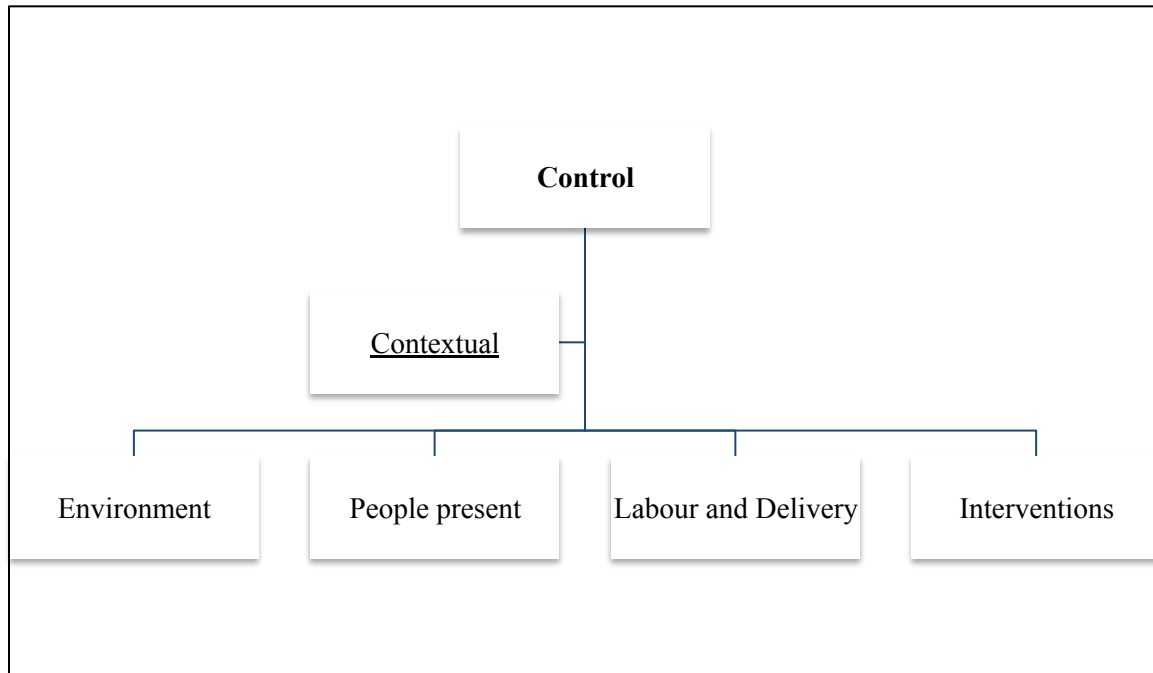 Control
Contextual
Environment
People present
Labour and Delivery
Interventions